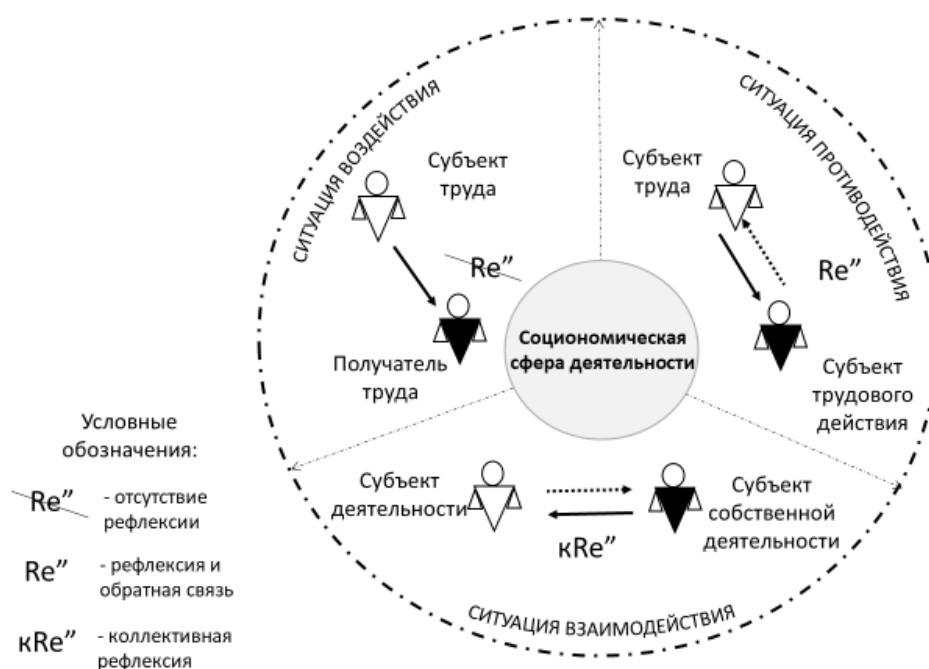 СИТУАЦИЯ ВОЗДЕЙСТВИЯ
Субъект
труда
Re”
Получатель
труда
СИТУАЦИЯ ПРОТИВОДЕЙСТВИЯ
Субъект
труда
Re”
Субъект
трудового
действия
Социономическая
сфера деятельности
Субъект
деятельности
кRe”
Субъект
собственной
деятельности
СИТУАЦИЯ ВЗАИМОДЕЙСТВИЯ
Условные
обозначения:
Re” - отсутствие
рефлексии
Re” - рефлексия и
обратная связь
кRe” - коллективная
рефлексия